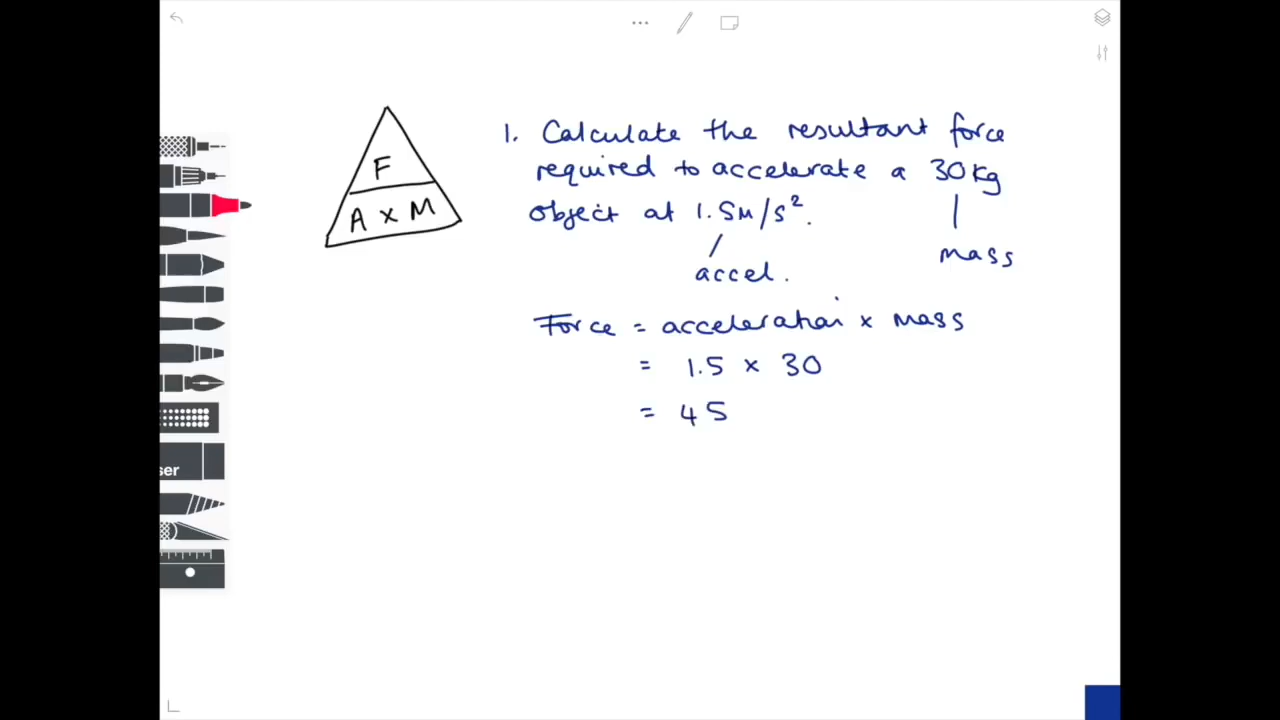 F
A x M
1. Calculate the resultant force
required to accelerate a 30kg
object at 1.5m/s².
mass
accel.
Force = acceleration x mass
= 1.5 x 30
= 45
ser